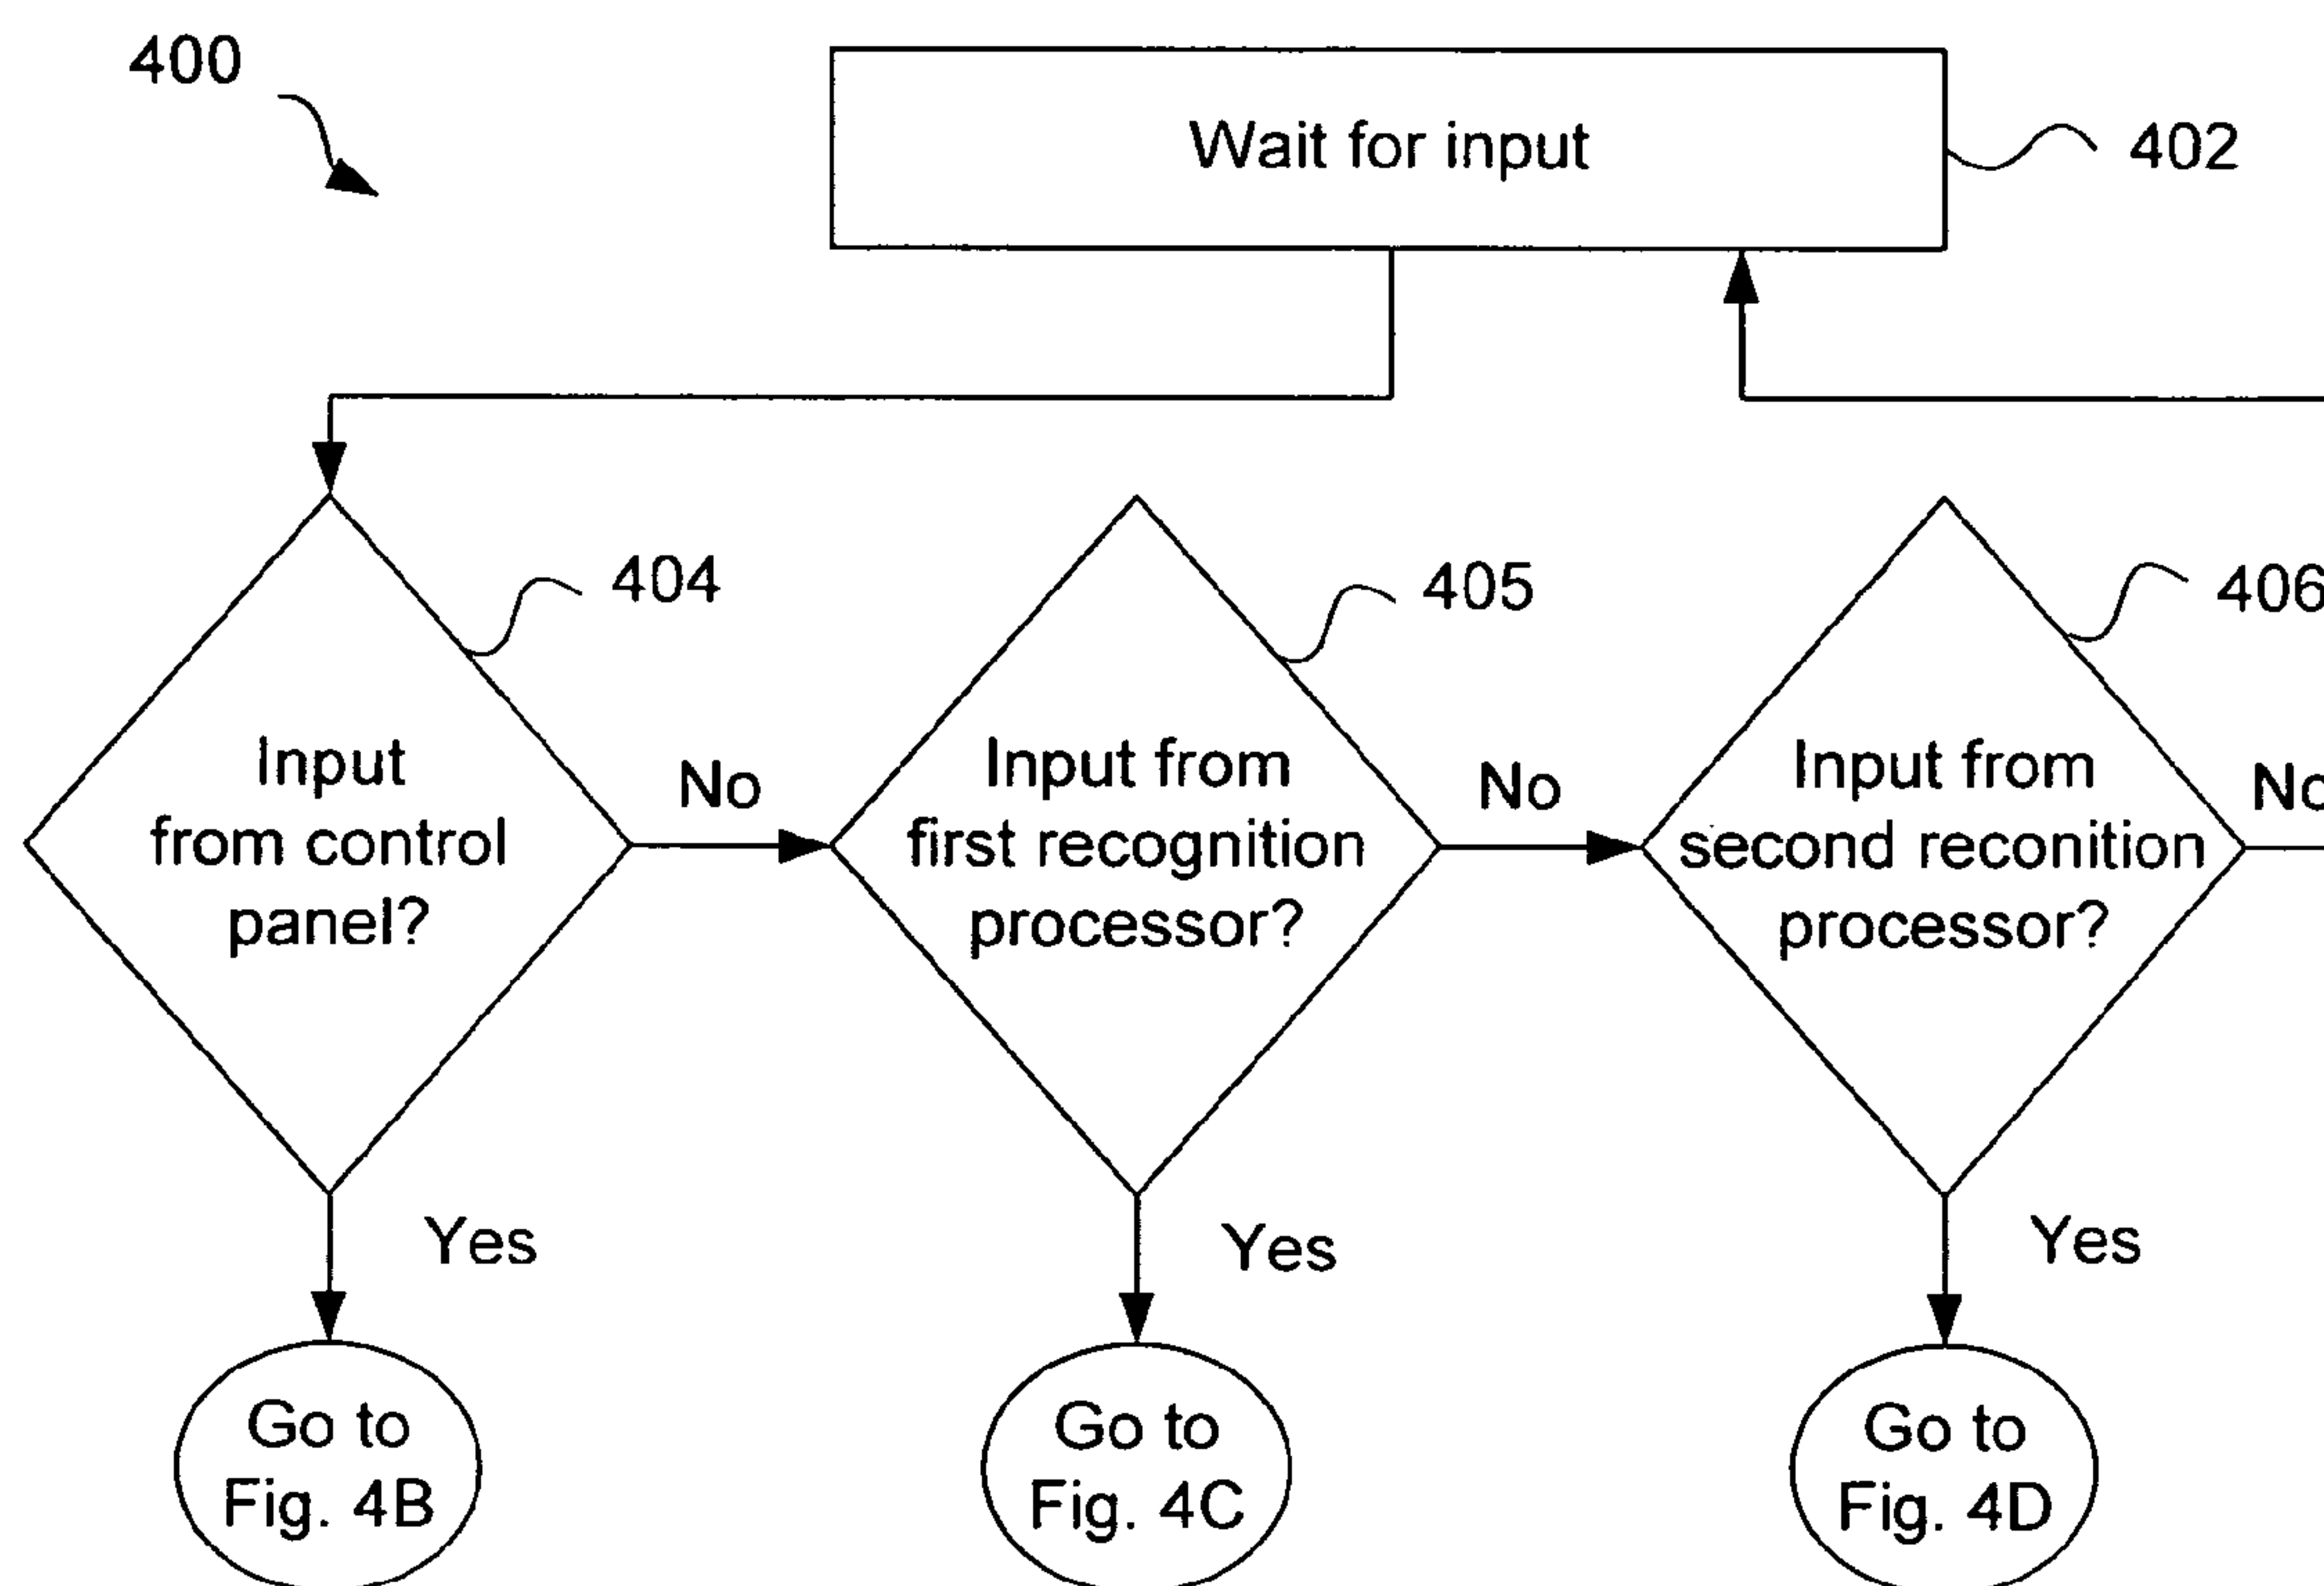 400
Wait for input
402
404
405
406
Input
from control
panel?
No
Input from
first recognition
processor?
No
Input from
second reconition
processor?
No
Yes
Yes
Yes
Go to
Fig. 4B
Go to
Fig. 4C
Go to
Fig. 4D